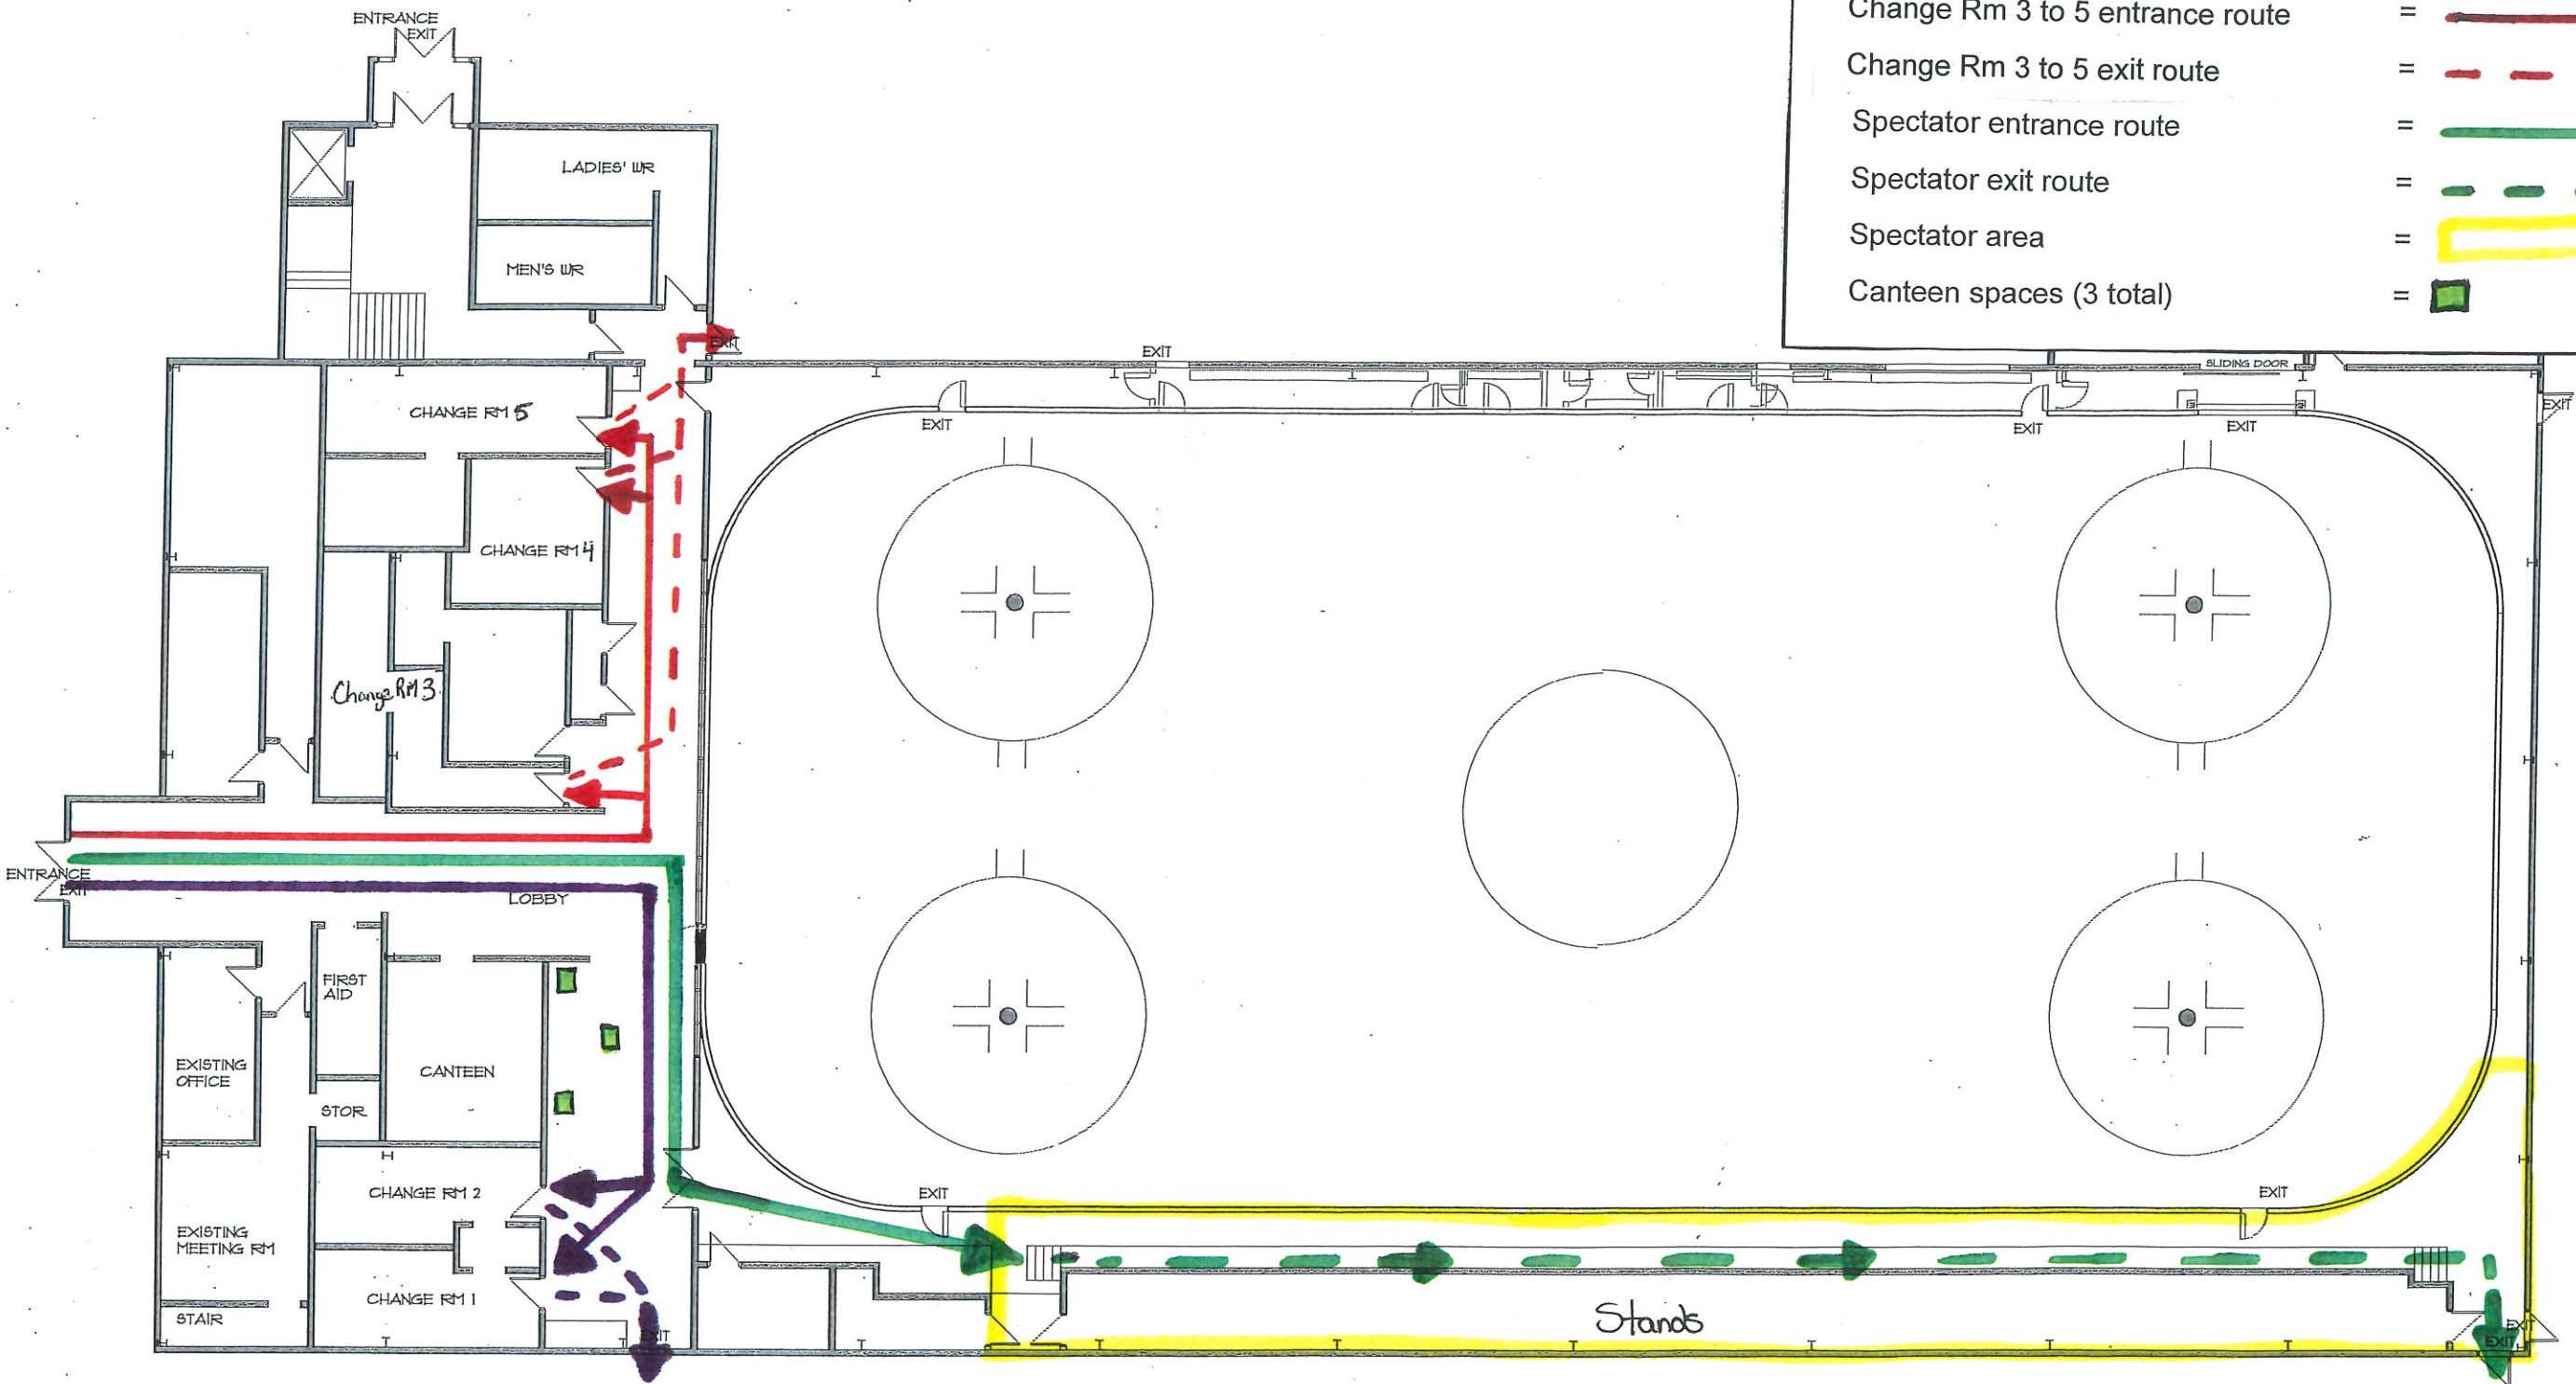 Change Rm 3 to 5 entrance route =
Change Rm 3 to 5 exit route =
Spectator entrance route =
Spectator exit route =
Spectator area =
Canteen spaces (3 total) =
ENTRANCE
EXIT
LADIES' WR
MEN'S WR
EXIT
EXIT
SLIDING DOOR
EXIT
CHANGE RM 5
EXIT
EXIT
EXIT
CHANGE RM 4
Change RM 3
ENTRANCE
EXIT
LOBBY
FIRST
AID
EXISTING
OFFICE
CANTEEN
STOR.
CHANGE RM 2
EXIT
EXIT
EXISTING
MEETING RM
CHANGE RM 1
STAIR
EXIT
Stands
EXIT
EXIT